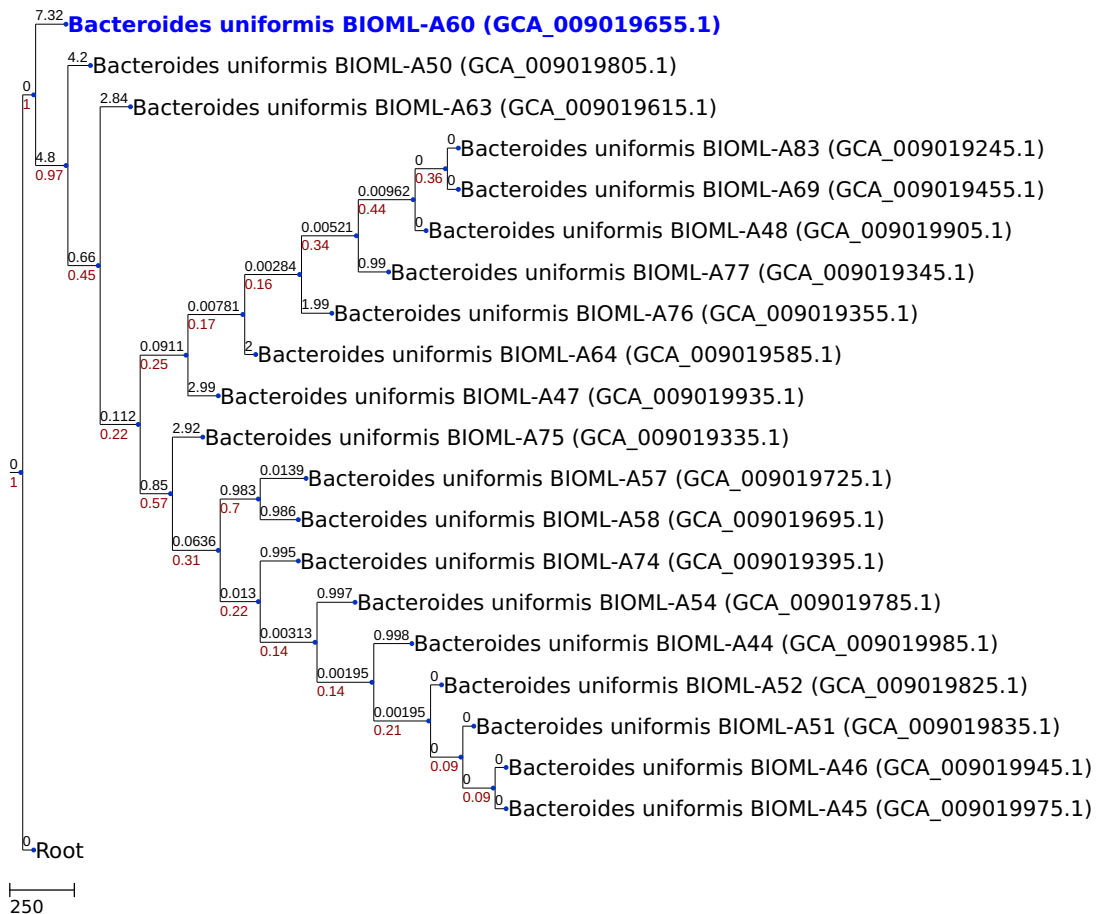 7.32
Bacteroides uniformis BIOML-A60 (GCA_009019655.1)
4.2
Bacteroides uniformis BIOML-A50 (GCA_009019805.1)
0
1
2.84
Bacteroides uniformis BIOML-A63 (GCA_009019615.1)
0
Bacteroides uniformis BIOML-A83 (GCA_009019245.1)
4.8
0.97
0
0.36
0
Bacteroides uniformis BIOML-A69 (GCA_009019455.1)
0.00962
0.44
0
Bacteroides uniformis BIOML-A48 (GCA_009019905.1)
0.00521
0.34
0.66
0.45
0.99
Bacteroides uniformis BIOML-A77 (GCA_009019345.1)
0.00284
0.16
1.99
Bacteroides uniformis BIOML-A76 (GCA_009019355.1)
0.00781
0.17
2
Bacteroides uniformis BIOML-A64 (GCA_009019585.1)
0.0911
0.25
2.99
Bacteroides uniformis BIOML-A47 (GCA_009019935.1)
0.112
0.22
2.92
Bacteroides uniformis BIOML-A75 (GCA_009019335.1)
0
1
0.0139
Bacteroides uniformis BIOML-A57 (GCA_009019725.1)
0.85
0.57
0.983
0.7
0.986
Bacteroides uniformis BIOML-A58 (GCA_009019695.1)
0.0636
0.31
0.995
Bacteroides uniformis BIOML-A74 (GCA_009019395.1)
0.013
0.22
0.997
Bacteroides uniformis BIOML-A54 (GCA_009019785.1)
0.00313
0.14
0.998
Bacteroides uniformis BIOML-A44 (GCA_009019985.1)
0.00195
0.14
0
Bacteroides uniformis BIOML-A52 (GCA_009019825.1)
0.00195
0.21
0
Bacteroides uniformis BIOML-A51 (GCA_009019835.1)
0
0.09
0
Bacteroides uniformis BIOML-A46 (GCA_009019945.1)
0
0.09
0
Bacteroides uniformis BIOML-A45 (GCA_009019975.1)
0
Root
250